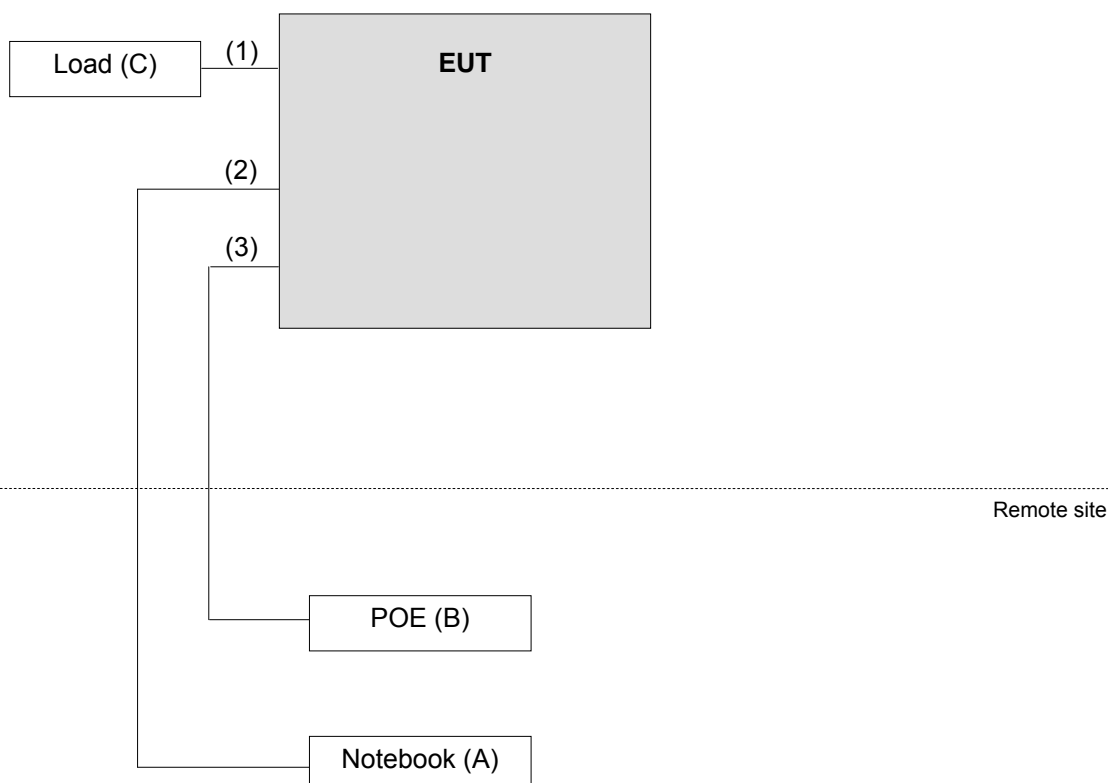 (1)
Load (C)
EUT
(2)
(3)
Remote site
POE (B)
Notebook (A)